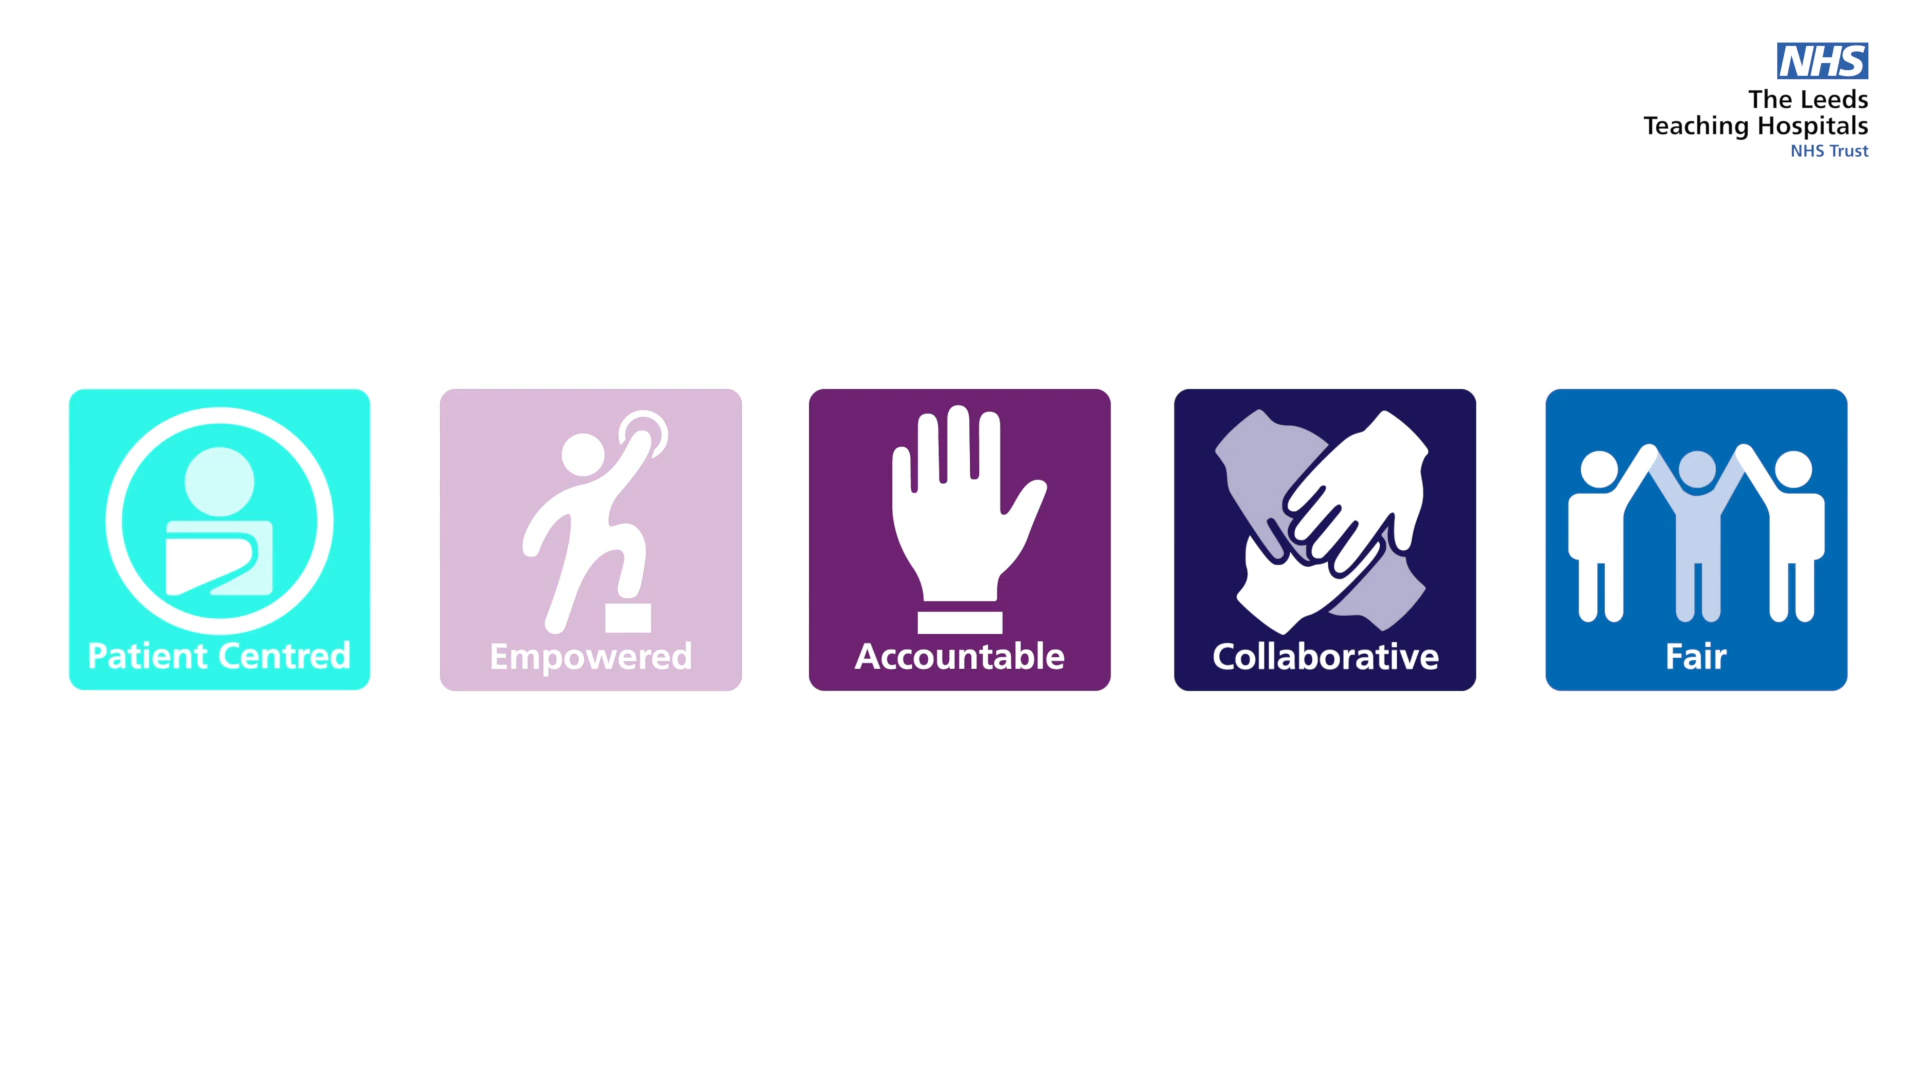 NHS
The Leeds
Teaching Hospitals
NHS Trust
Patient Centred
Empowered
Accountable
Collaborative
Fair